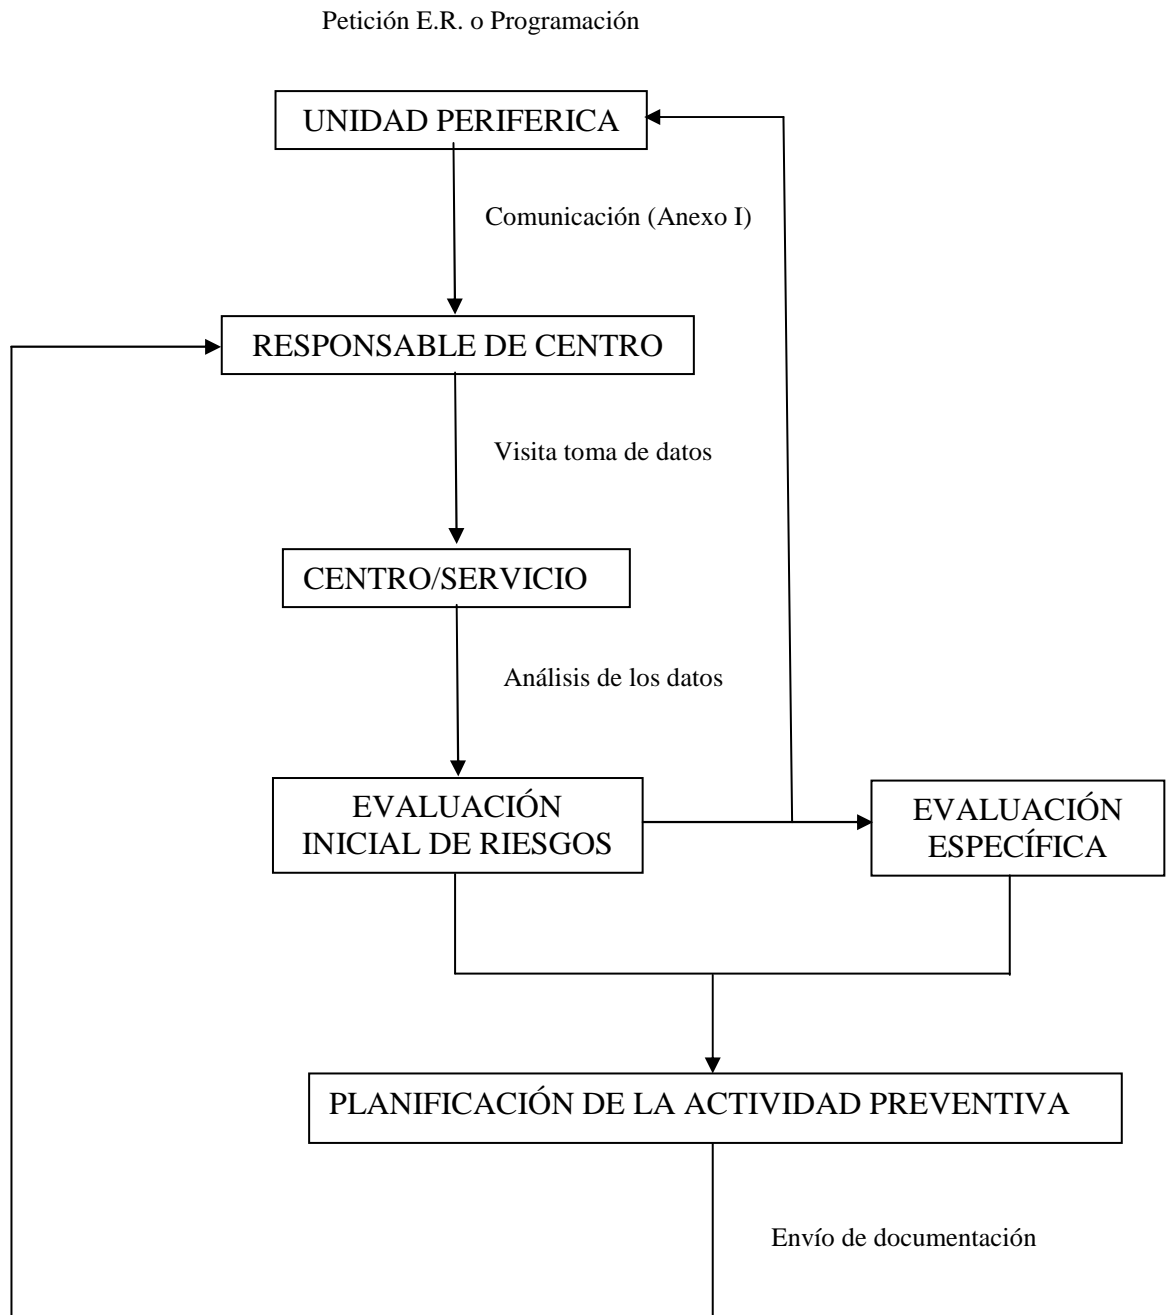 Petición E.R. o Programación
UNIDAD PERIFERICA
Comunicación (Anexo I)
RESPONSABLE DE CENTRO
Visita toma de datos
CENTRO/SERVICIO
Análisis de los datos
EVALUACIÓN
INICIAL DE RIESGOS
EVALUACIÓN
ESPECÍFICA
PLANIFICACIÓN DE LA ACTIVIDAD PREVENTIVA
Envío de documentación